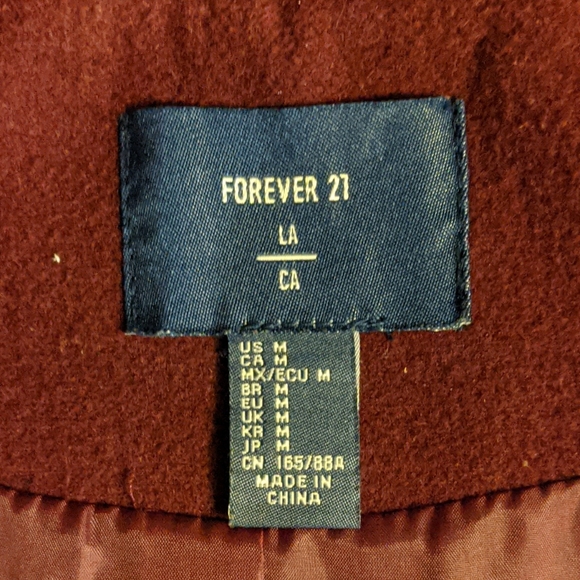 FOREVER 21
LA
CA
US M
CA M
MX/ECU M
BR M
EU M
UK M
KR M
JP M
CN 165/88A
MADE IN
CHINA